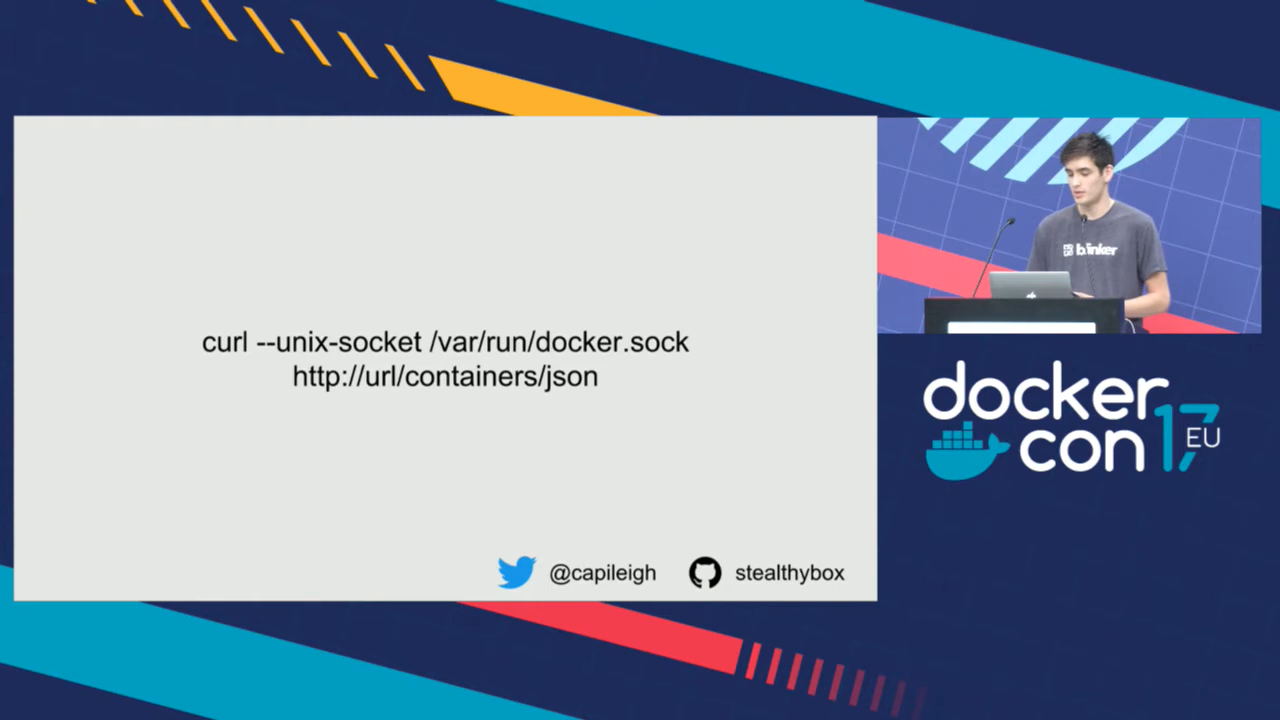 curl --unix-socket /var/run/docker.sock
http://url/containers/json
@capileigh
stealthybox
blinker
docker
con 17
EU